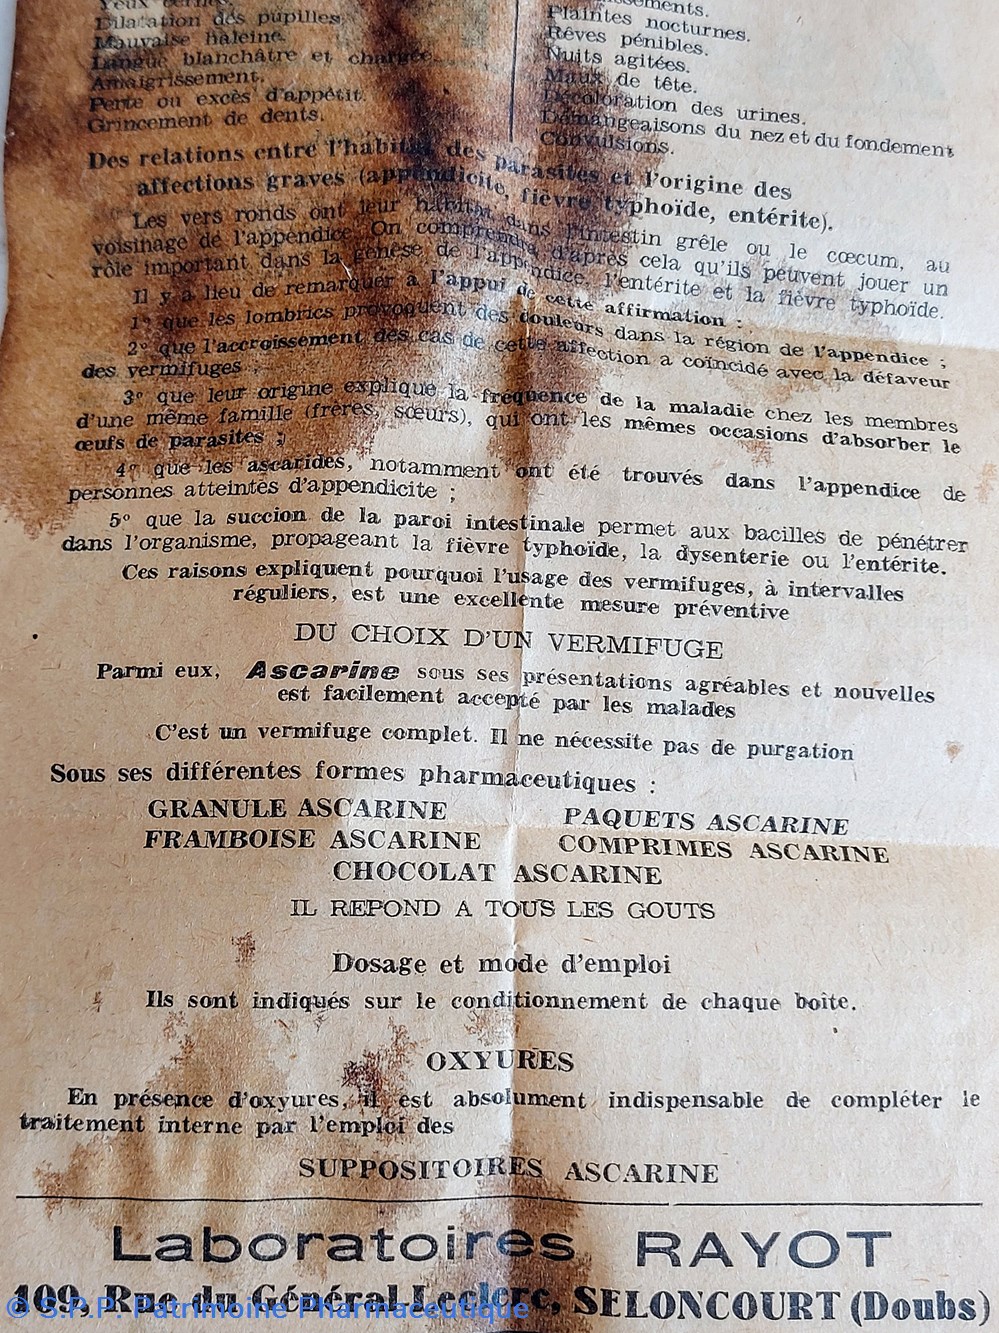 Yeux cernés.
Dilatation des pupilles.
Mauvaise haleine.
Langue blanchâtre et chargée.
Amaigrissement.
Perte ou excès d'appétit.
Grincement de dents.
Plaintes nocturnes.
Rêves pénibles.
Nuits agitées.
Maux de tête.
Décoloration des urines.
Démangeaisons du nez et du fondement
Convulsions.
Des relations entre l'habitat des parasites et l'origine des
affections graves (appendicite, fièvre typhoïde, entérite).
Les vers ronds ont leur habitat dans l'intestin grêle ou le cœcum, au
voisinage de l'appendice. On comprendra d'après cela qu'ils peuvent jouer un
rôle important dans la genèse de l'appendice, l'entérite et la fièvre typhoïde.
Il y a lieu de remarquer à l'appui de cette affirmation :
1° que les lombrics provoquent des douleurs dans la région de l'appendice ;
2° que l'accroissement des cas de cette affection a coïncidé avec la défaveur
des vermifuges ;
3° que leur origine explique la fréquence de la maladie chez les membres
d'une même famille (frères, sœurs), qui ont les mêmes occasions d'absorber le
œufs de parasites ;
4° que les ascarides, notamment ont été trouvés dans l'appendice de
personnes atteintes d'appendicite ;
5° que la succion de la paroi intestinale permet aux bacilles de pénétrer
dans l'organisme, propageant la fièvre typhoïde, la dysenterie ou l'entérite.
Ces raisons expliquent pourquoi l'usage des vermifuges, à intervalles
réguliers, est une excellente mesure préventive
DU CHOIX D'UN VERMIFUGE
Parmi eux, Ascarine sous ses présentations agréables et nouvelles
est facilement accepté par les malades
C'est un vermifuge complet. Il ne nécessite pas de purgation
Sous ses différentes formes pharmaceutiques :
GRANULE ASCARINE PAQUETS ASCARINE
FRAMBOISE ASCARINE COMPRIMES ASCARINE
CHOCOLAT ASCARINE
IL REPOND A TOUS LES GOUTS
Dosage et mode d'emploi
Ils sont indiqués sur le conditionnement de chaque boîte.
OXYURES
En présence d'oxyures, il est absolument indispensable de compléter le
traitement interne par l'emploi des
SUPPOSITOIRES ASCARINE
Laboratoires RAYOT
409, Rue du Général Leclerc, SELONCOURT (Doubs)
© S.P.P. Patrimoine Pharmaceutique